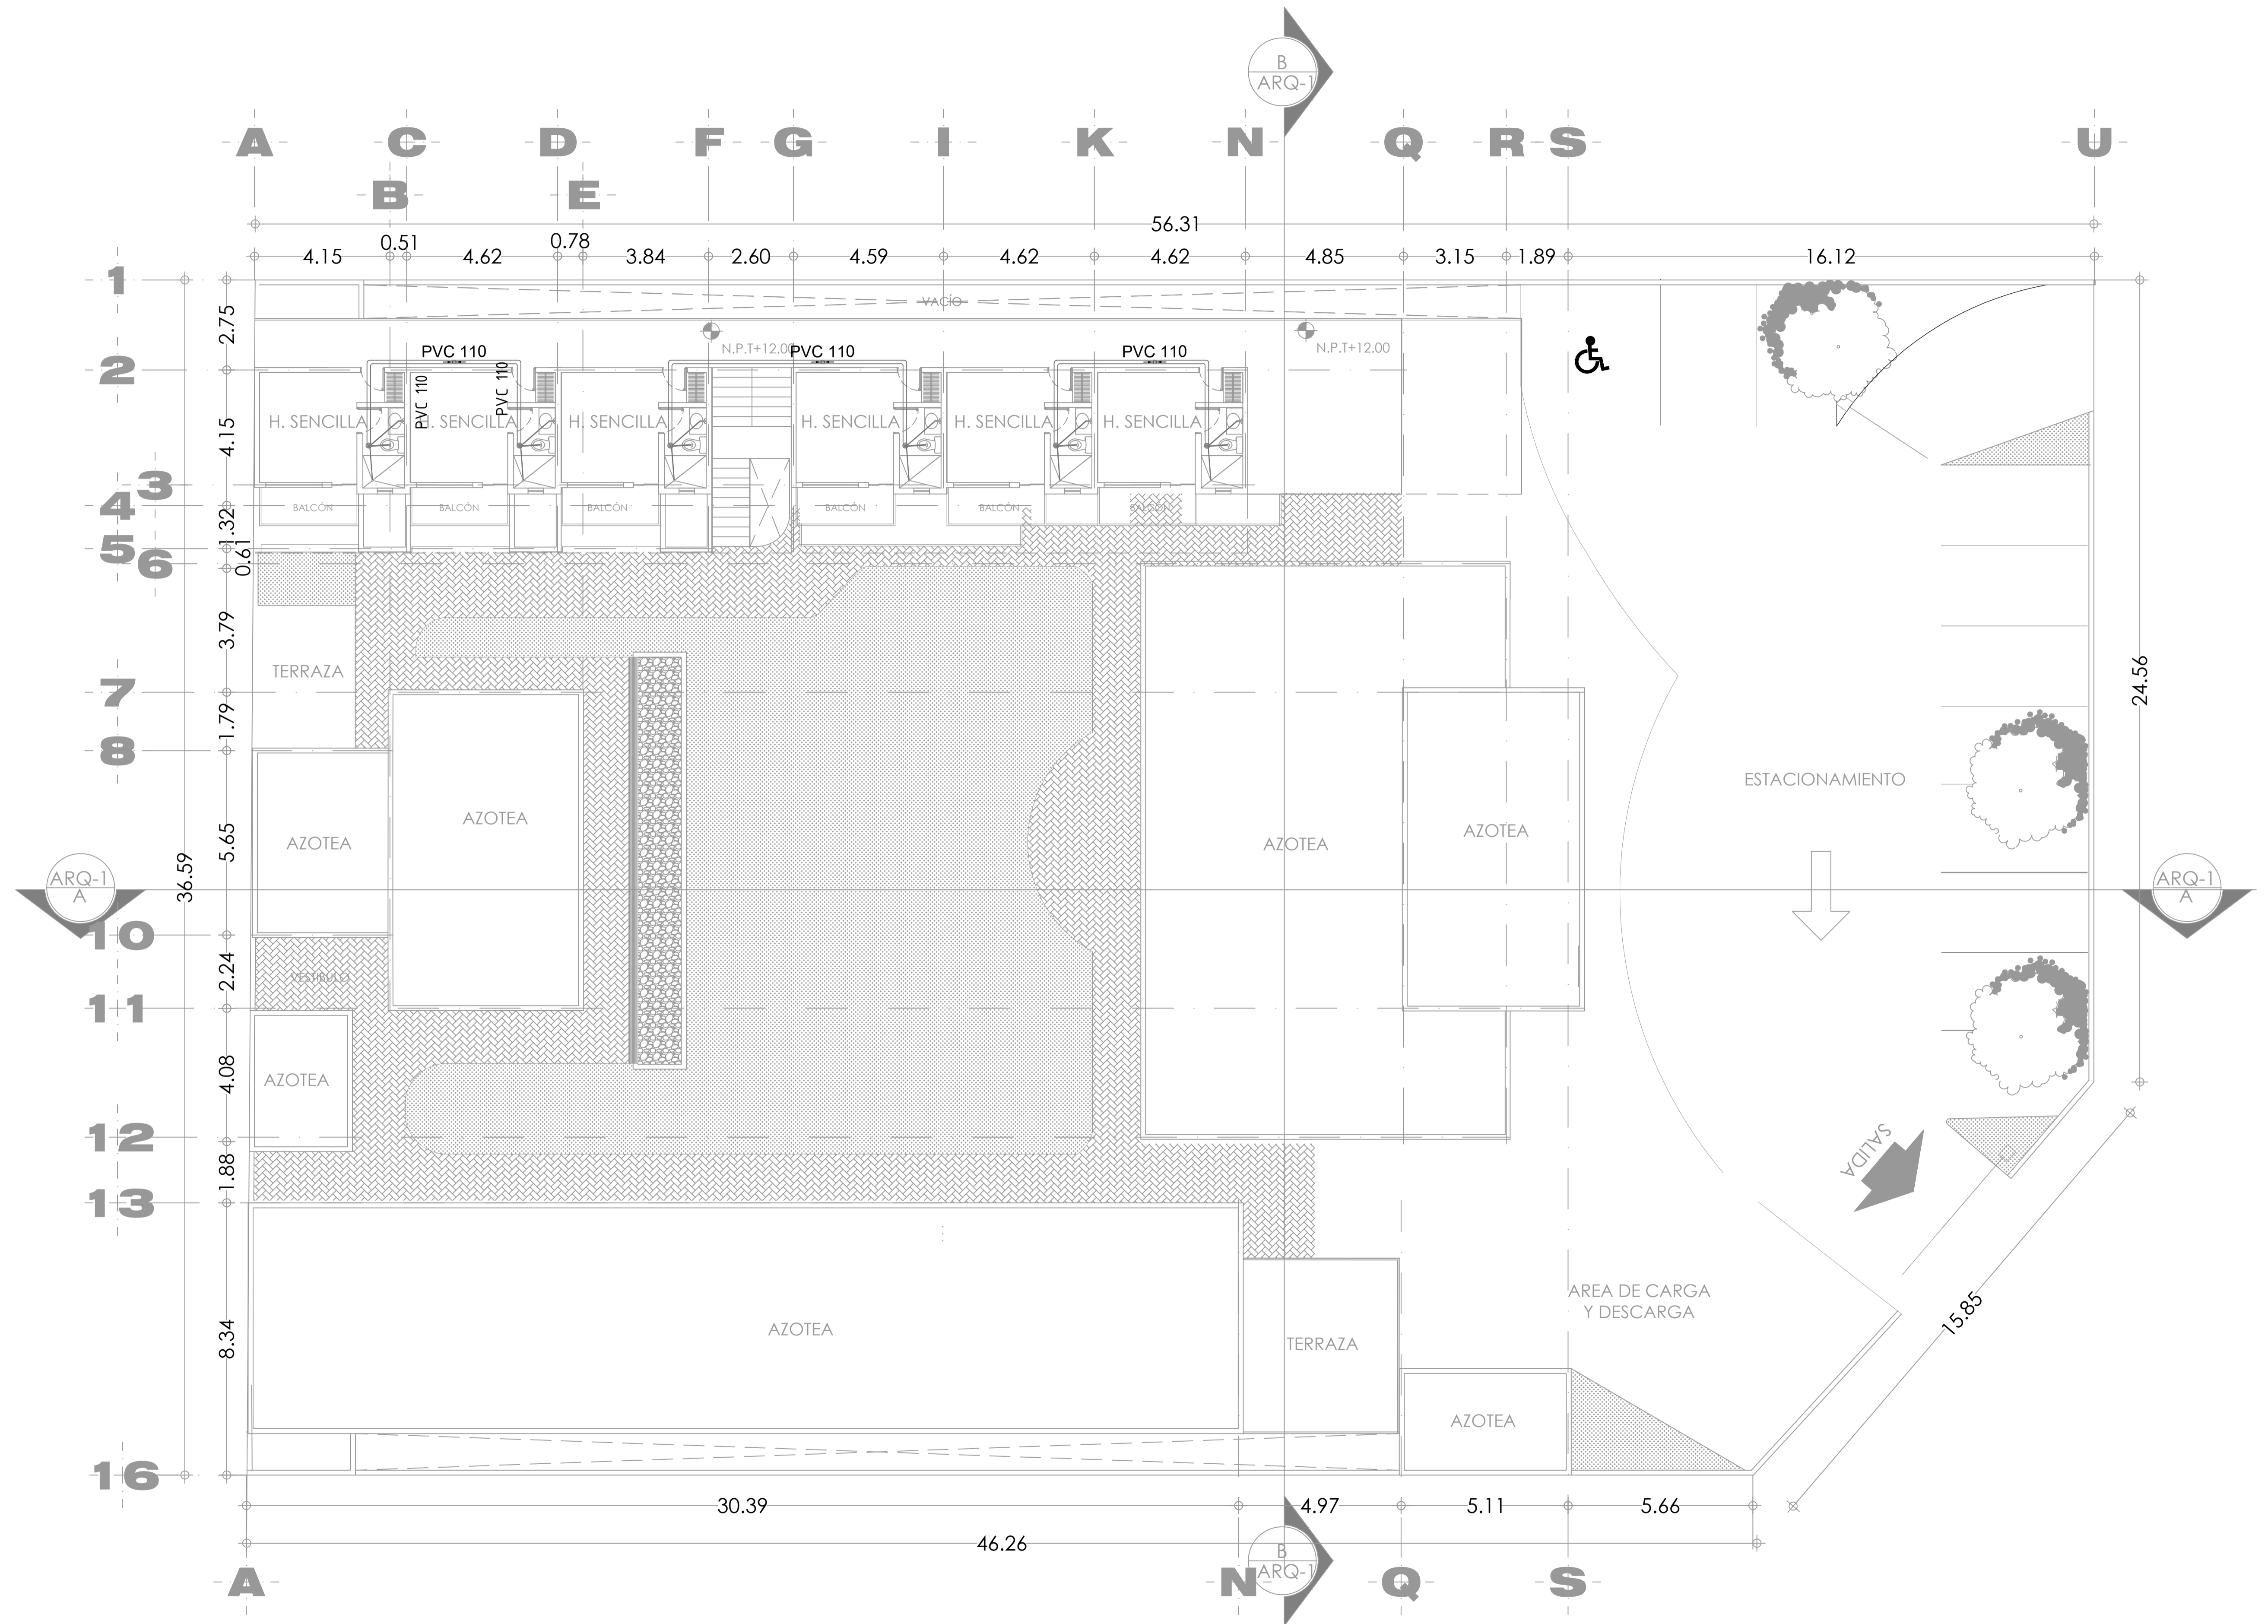 B
ARQ-1
A
C
D
F
G
I
K
N
Q
R
S
U
B
E
56.31
4.15
0.51
4.62
0.78
3.84
2.60
4.59
4.62
4.62
4.85
3.15
1.89
16.12
1
VACÍO
2.75
N.P.T+12.00
N.P.T+12.00
PVC 110
PVC 110
PVC 110
2
PVC 110
PVC 110
H. SENCILLA
H. SENCILLA
H. SENCILLA
H. SENCILLA
H. SENCILLA
H. SENCILLA
4.15
3
4
BALCÓN
BALCÓN
BALCÓN
BALCÓN
BALCÓN
BALCÓN
1.32
5
6
0.61
3.79
TERRAZA
24.56
7
1.79
8
ESTACIONAMIENTO
AZOTEA
AZOTEA
AZOTEA
AZOTEA
5.65
36.59
ARQ-1
A
ARQ-1
A
10
2.24
VESTIBULO
11
4.08
AZOTEA
12
SALIDA
1.88
13
AREA DE CARGA
Y DESCARGA
15.85
8.34
AZOTEA
TERRAZA
AZOTEA
16
30.39
4.97
5.11
5.66
46.26
B
ARQ-1
A
N
Q
S